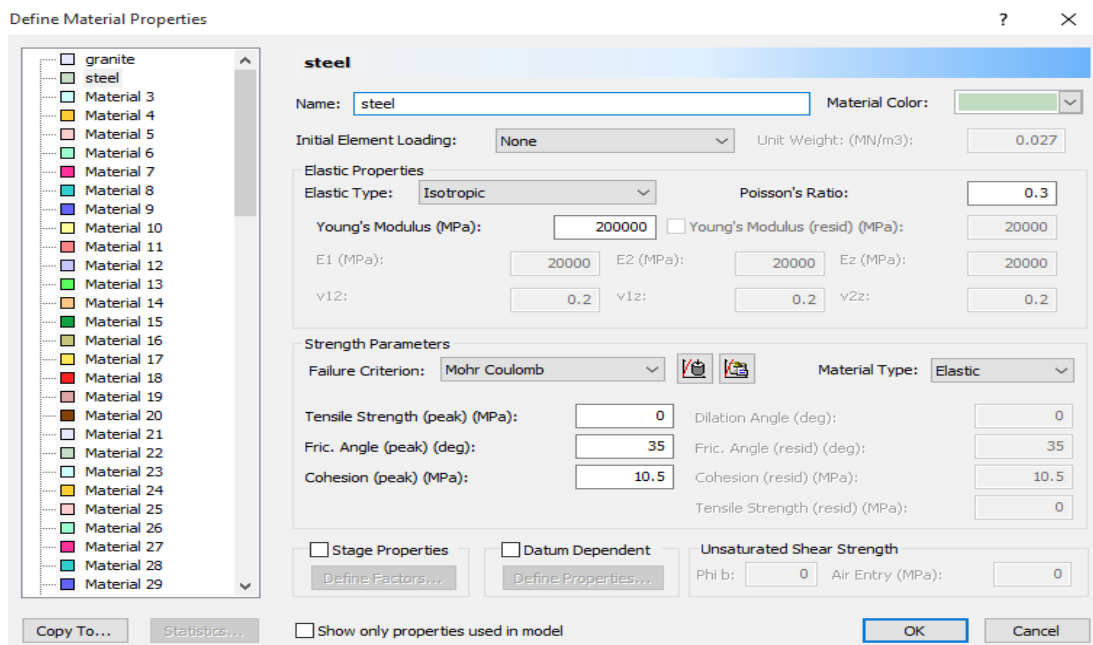 Define Material Properties
?
granite
steel
Material 3
Material 4
Material 5
Material 6
Material 7
Material 8
Material 9
Material 10
Material 11
Material 12
Material 13
Material 14
Material 15
Material 16
Material 17
Material 18
Material 19
Material 20
Material 21
Material 22
Material 23
Material 24
Material 25
Material 26
Material 27
Material 28
Material 29
Copy To...
Statistics...
steel
Name: steel
Material Color:
Initial Element Loading: None
Unit Weight: (MN/m3): 0.027
Elastic Properties
Elastic Type: Isotropic
Poisson's Ratio: 0.3
Young's Modulus (MPa): 200000
Young's Modulus (resid) (MPa): 20000
E1 (MPa): 20000 E2 (MPa): 20000 Ez (MPa): 20000
v12: 0.2 v1z: 0.2 v2z: 0.2
Strength Parameters
Failure Criterion: Mohr Coulomb
Material Type: Elastic
Tensile Strength (peak) (MPa): 0
Dilation Angle (deg): 0
Fric. Angle (peak) (deg): 35
Fric. Angle (resid) (deg): 35
Cohesion (peak) (MPa): 10.5
Cohesion (resid) (MPa): 10.5
Tensile Strength (resid) (MPa): 0
Stage Properties
Define Factors...
Datum Dependent
Define Properties...
Unsaturated Shear Strength
Phi b: 0 Air Entry (MPa): 0
Show only properties used in model
OK
Cancel